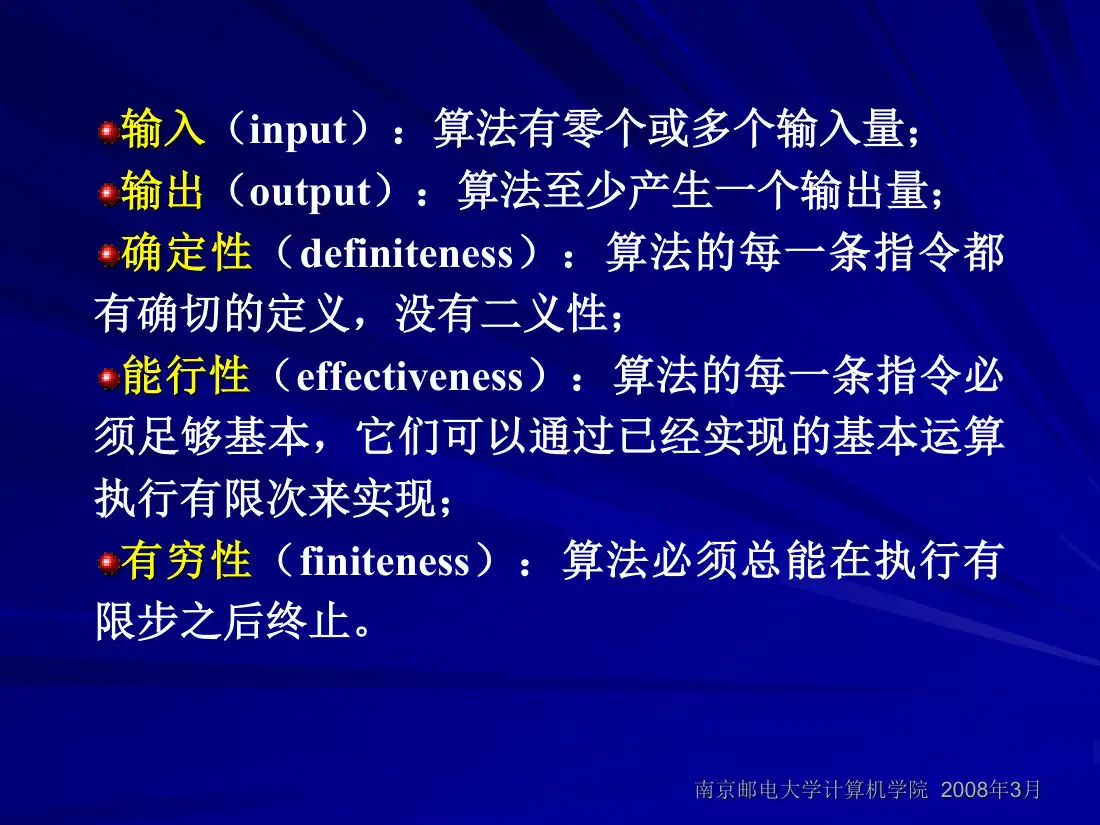 输入（input）：算法有零个或多个输入量；
输出（output）：算法至少产生一个输出量；
确定性（definiteness）：算法的每一条指令都
有确切的定义，没有二义性；
能行性（effectiveness）：算法的每一条指令必
须足够基本，它们可以通过已经实现的基本运算
执行有限次来实现；
有穷性（finiteness）：算法必须总能在执行有
限步之后终止。
南京邮电大学计算机学院 2008年3月